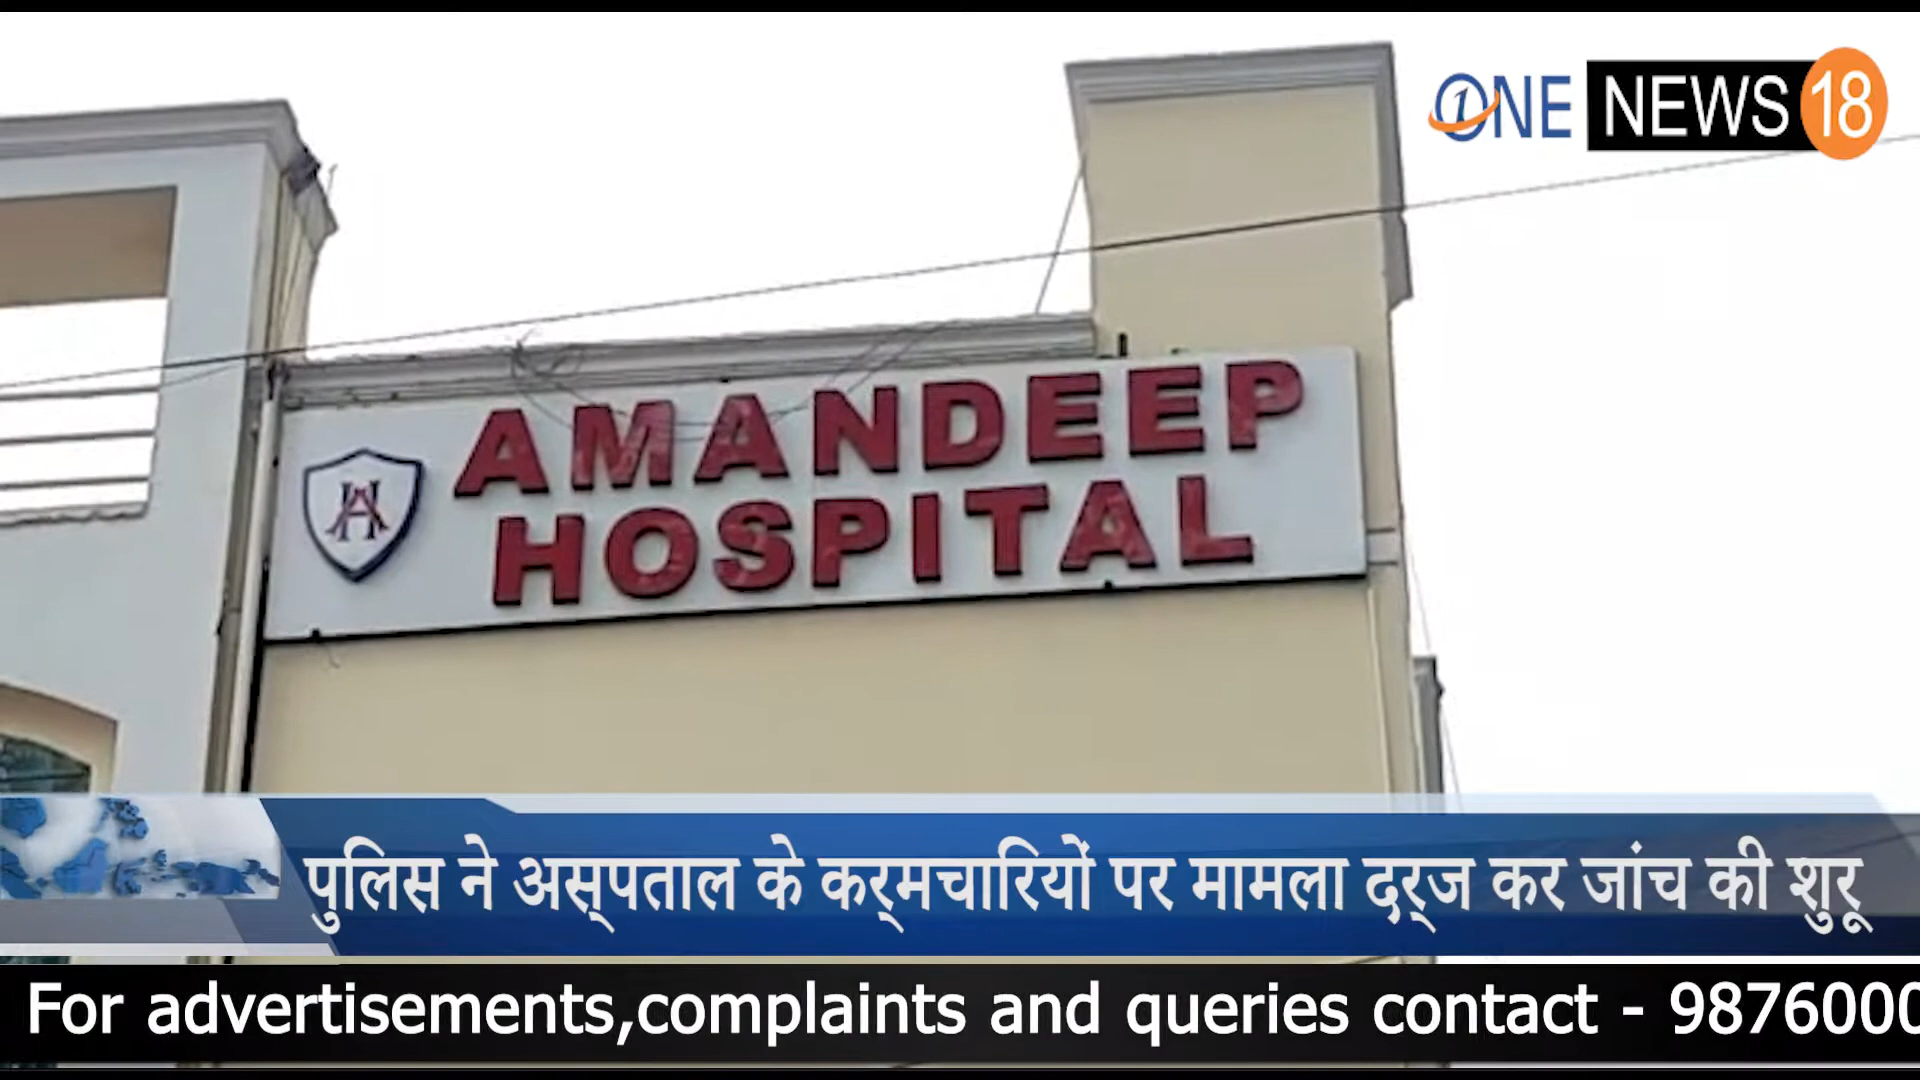 ONE NEWS 18
AMANDEEP
HOSPITAL
पुलिस ने अस्‌पताल के कर्‌मचारियों पर मामला दर्‌ज कर जांच की शुरू
For advertisements,complaints and queries contact - 9876000